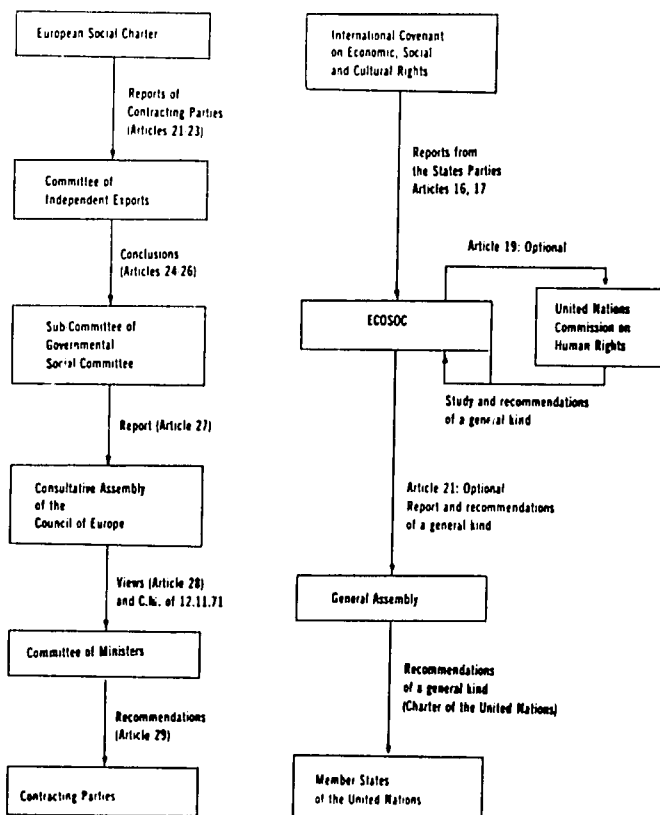 European Social Charter
Reports of
Contracting Parties
(Articles 21-23)
Committee of
Independent Exports
Conclusions
(Articles 24-26)
Sub-Committee of
Governmental
Social Committee
Report (Article 27)
Consultative Assembly
of the
Council of Europe
Views (Article 28)
and C.M. of 12.11.71
Committee of Ministers
Recommendations
(Article 29)
Contracting Parties
International Covenant
on Economic, Social
and Cultural Rights
Reports from
the States Parties
Articles 16, 17
Article 19: Optional
ECOSOC
United Nations
Commission on
Human Rights
Study and recommendations
of a general kind
Article 21: Optional
Report and recommendations
of a general kind
General Assembly
Recommendations
of a general kind
(Charter of the United Nations)
Member States
of the United Nations